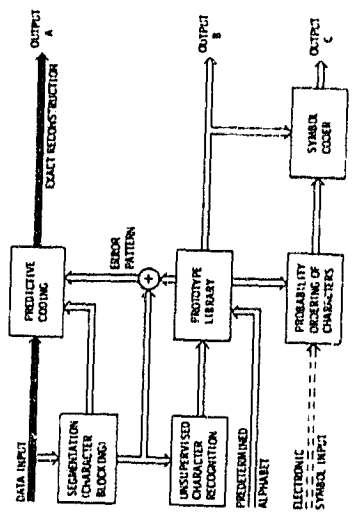 DATA INPUT
PREDICTIVE
CODING
EXACT RECONSTRUCTION
OUTPUT
A
SEGMENTATION
(CHARACTER
BLOCKING)
ERROR
PATTERN
+
UNSUPERVISED
CHARACTER
RECOGNITION
PROTOTYPE
LIBRARY
OUTPUT
B
PREDETERMINED
ALPHABET
ELECTRONIC
SYMBOL INPUT
PROBABILITY
ORDERING OF
CHARACTERS
SYMBOL
CODER
OUTPUT
C